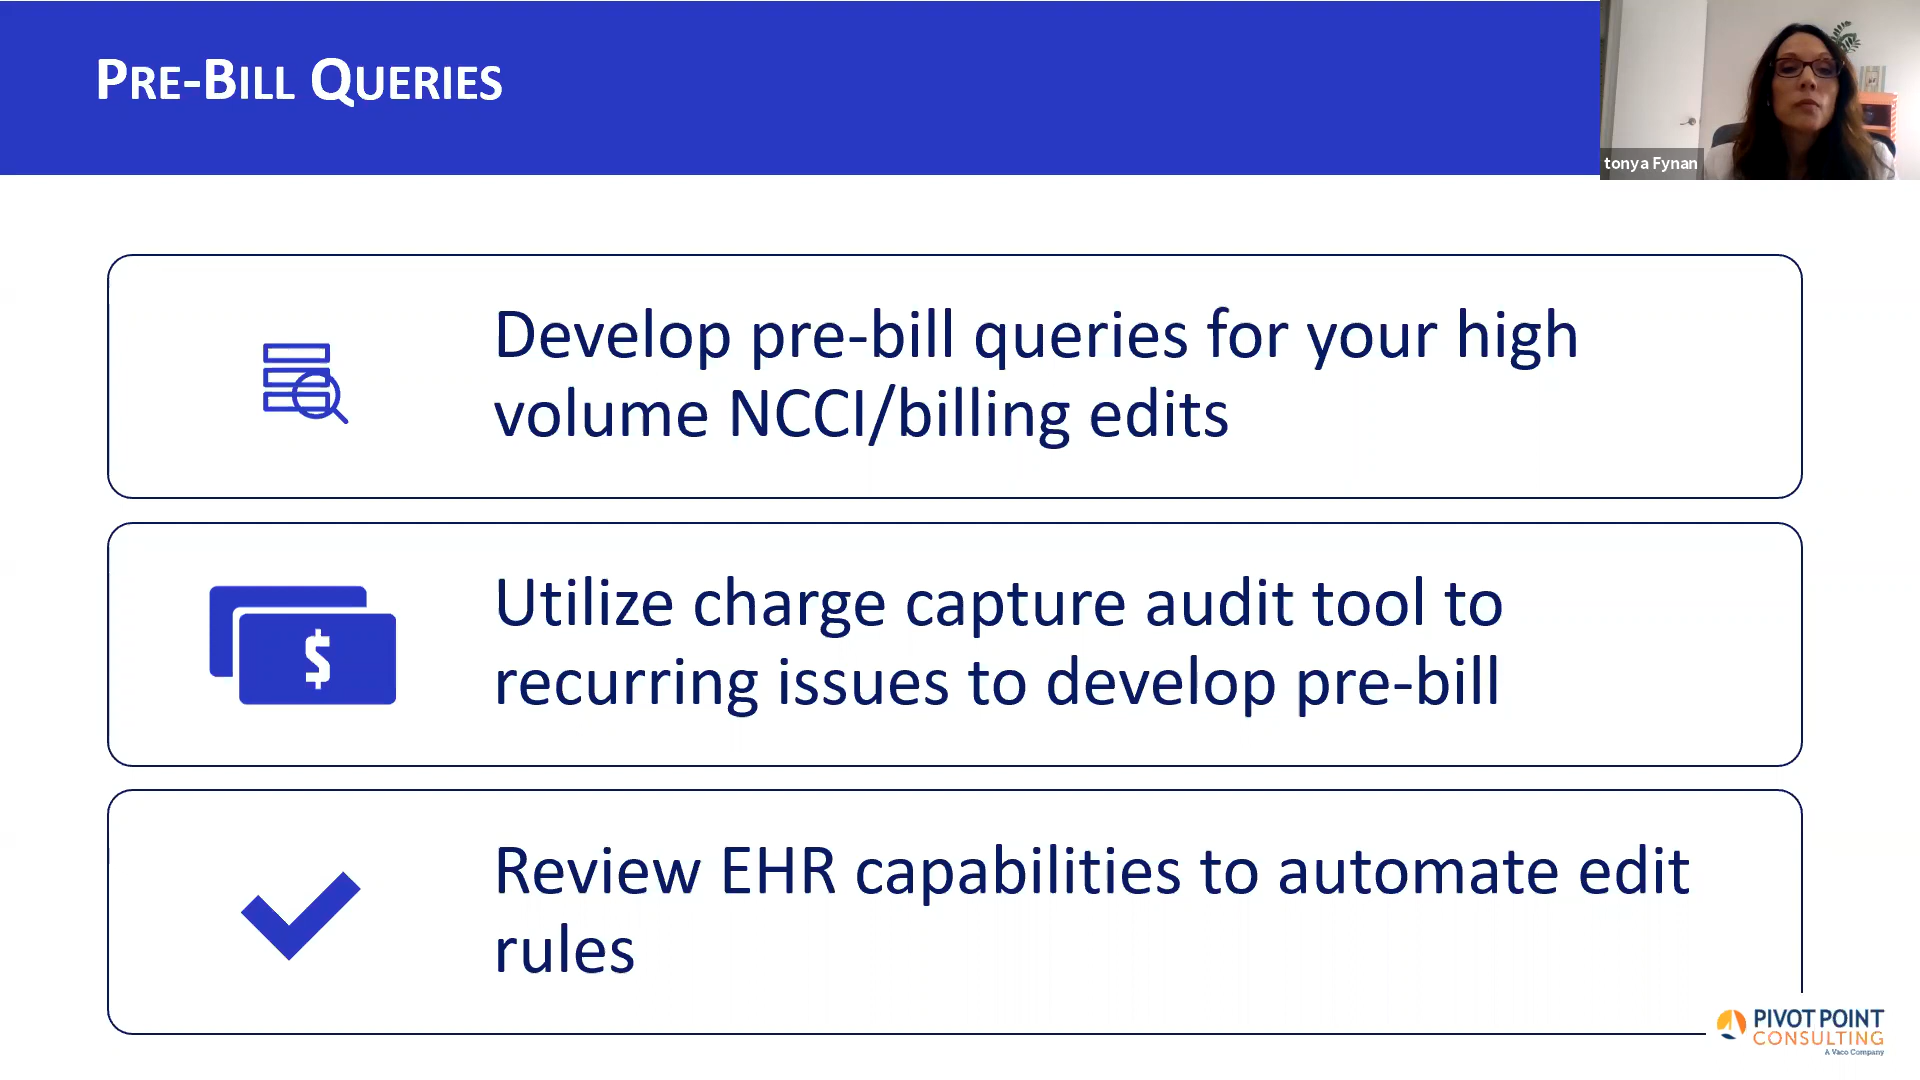 PRE-BILL QUERIES
tonya Fynan
Develop pre-bill queries for your high
volume NCCI/billing edits
$
Utilize charge capture audit tool to
recurring issues to develop pre-bill
Review EHR capabilities to automate edit
rules
PIVOT POINT
CONSULTING
A Vaco Company